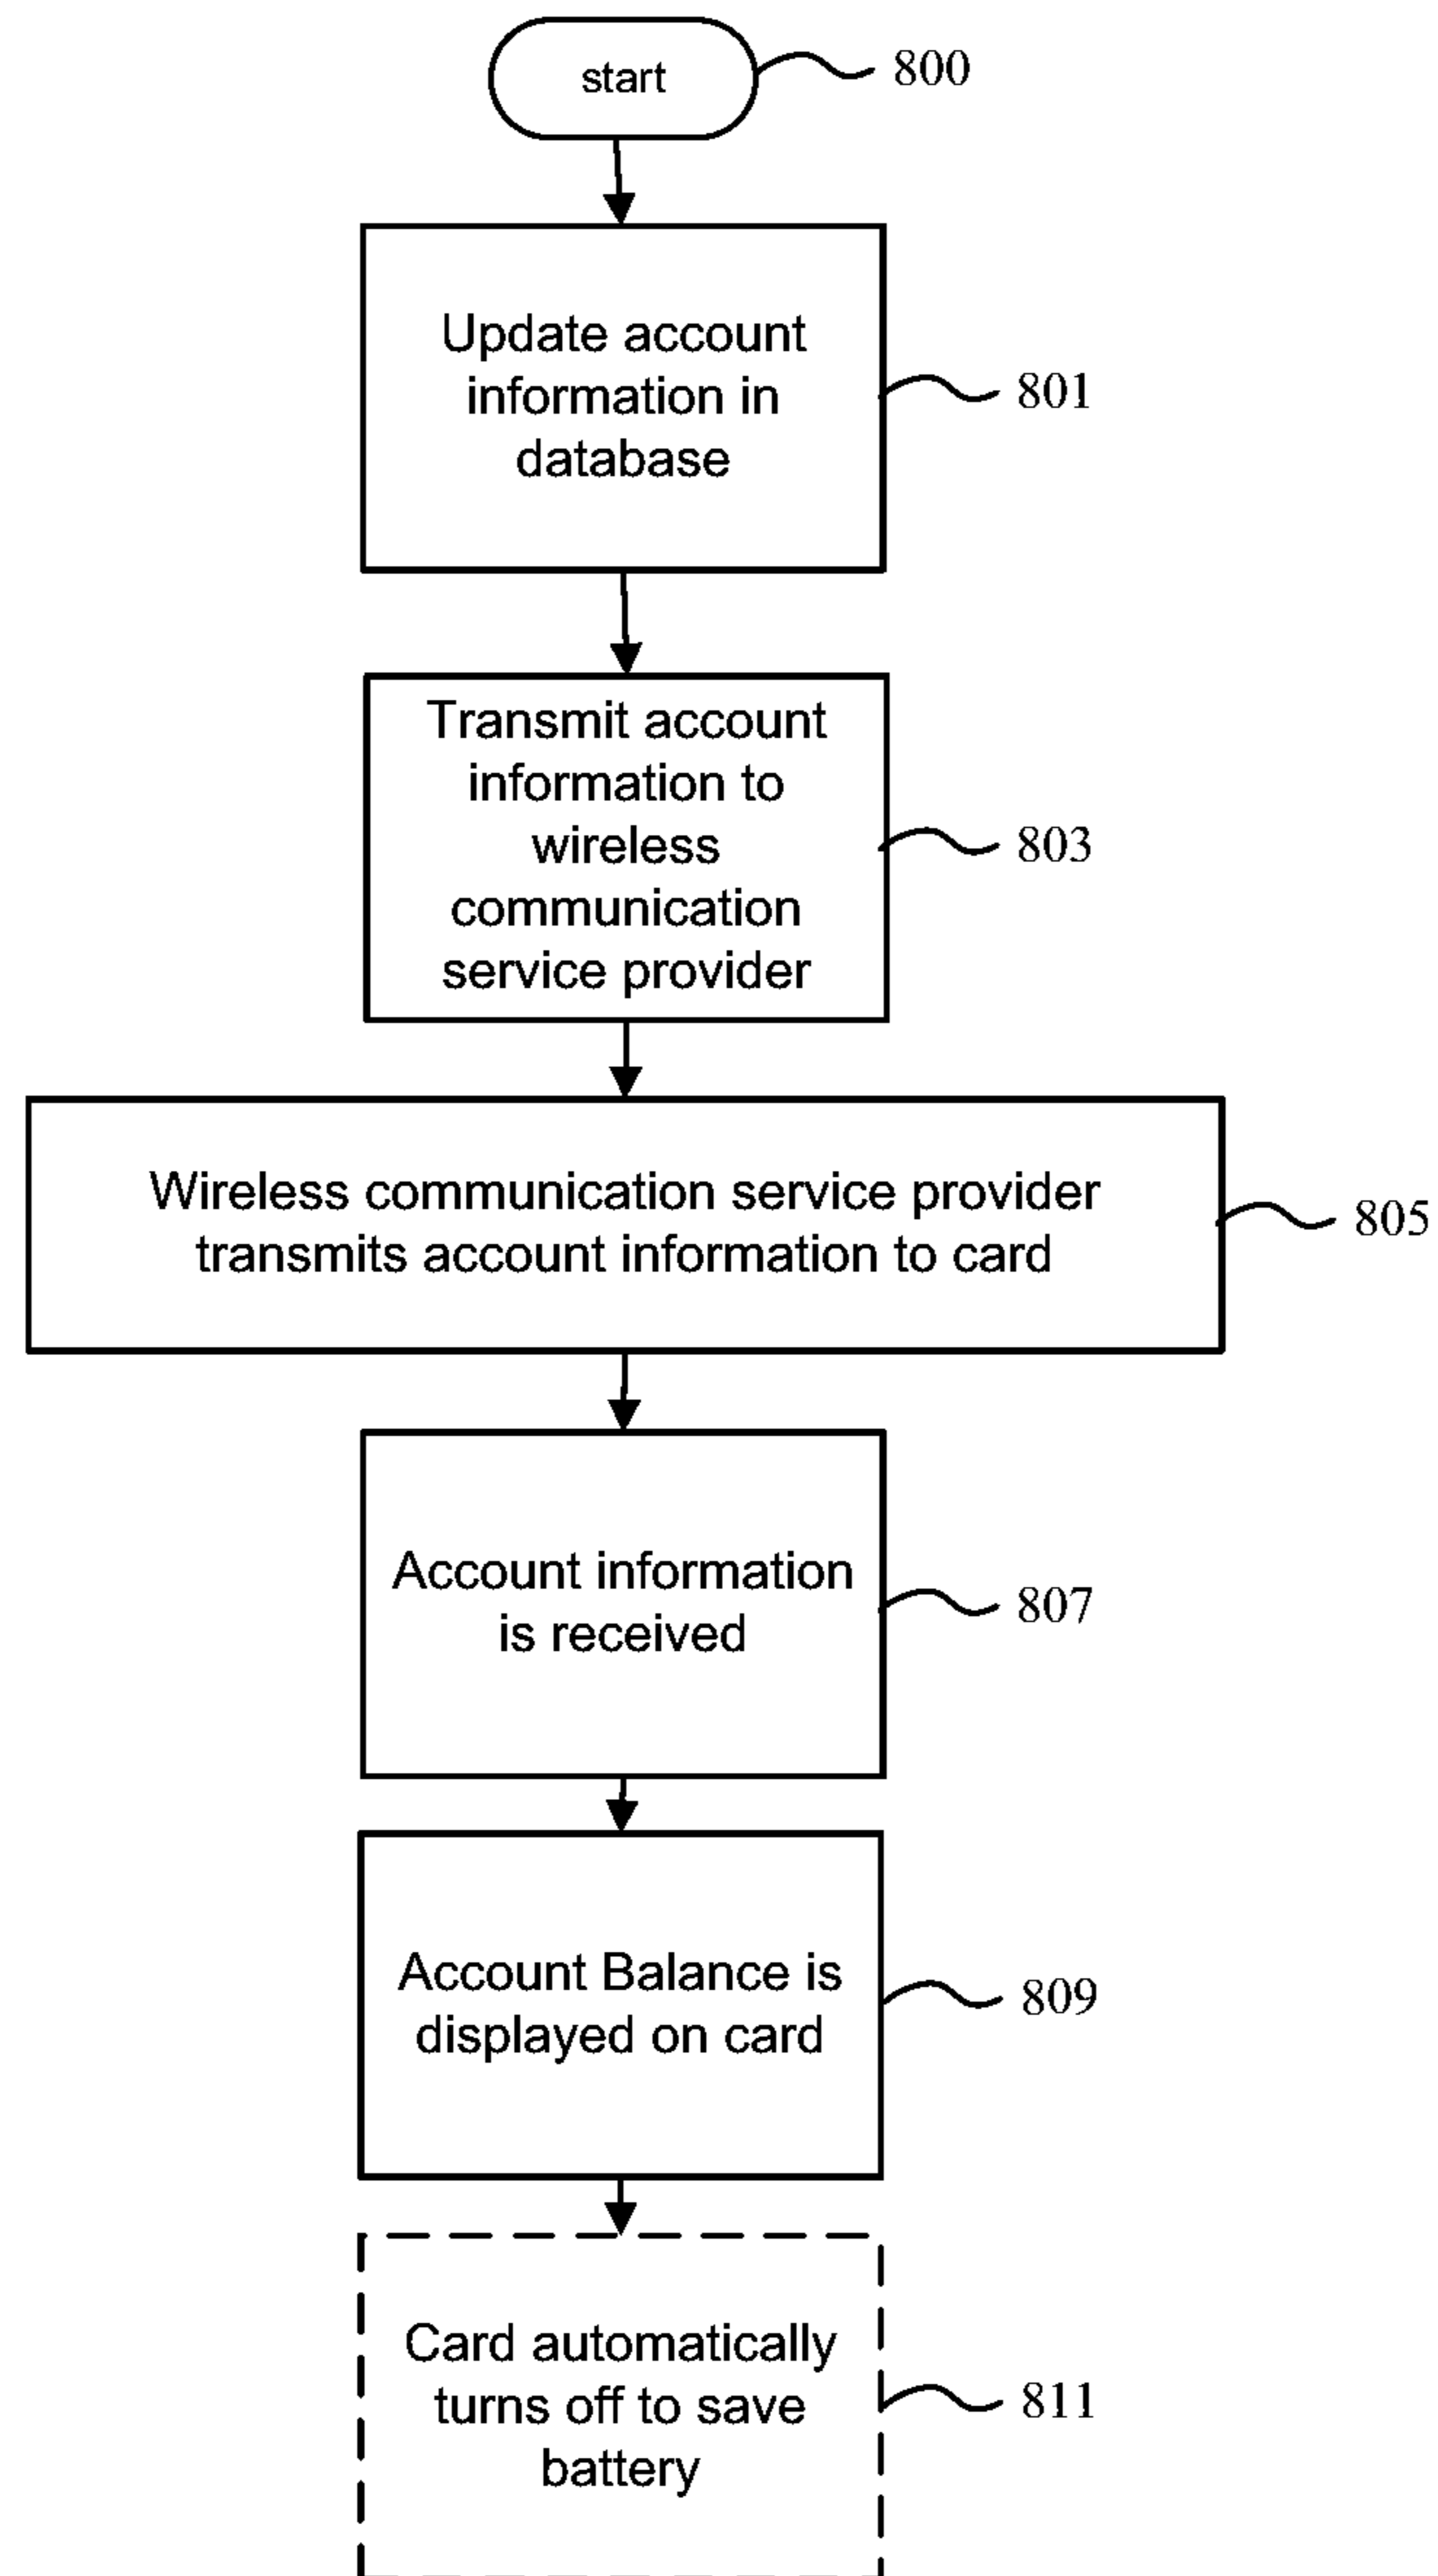 start
800
Update account
information in
database
801
Transmit account
information to
wireless
communication
service provider
803
Wireless communication service provider
transmits account information to card
805
Account information
is received
807
Account Balance is
displayed on card
809
Card automatically
turns off to save
battery
811